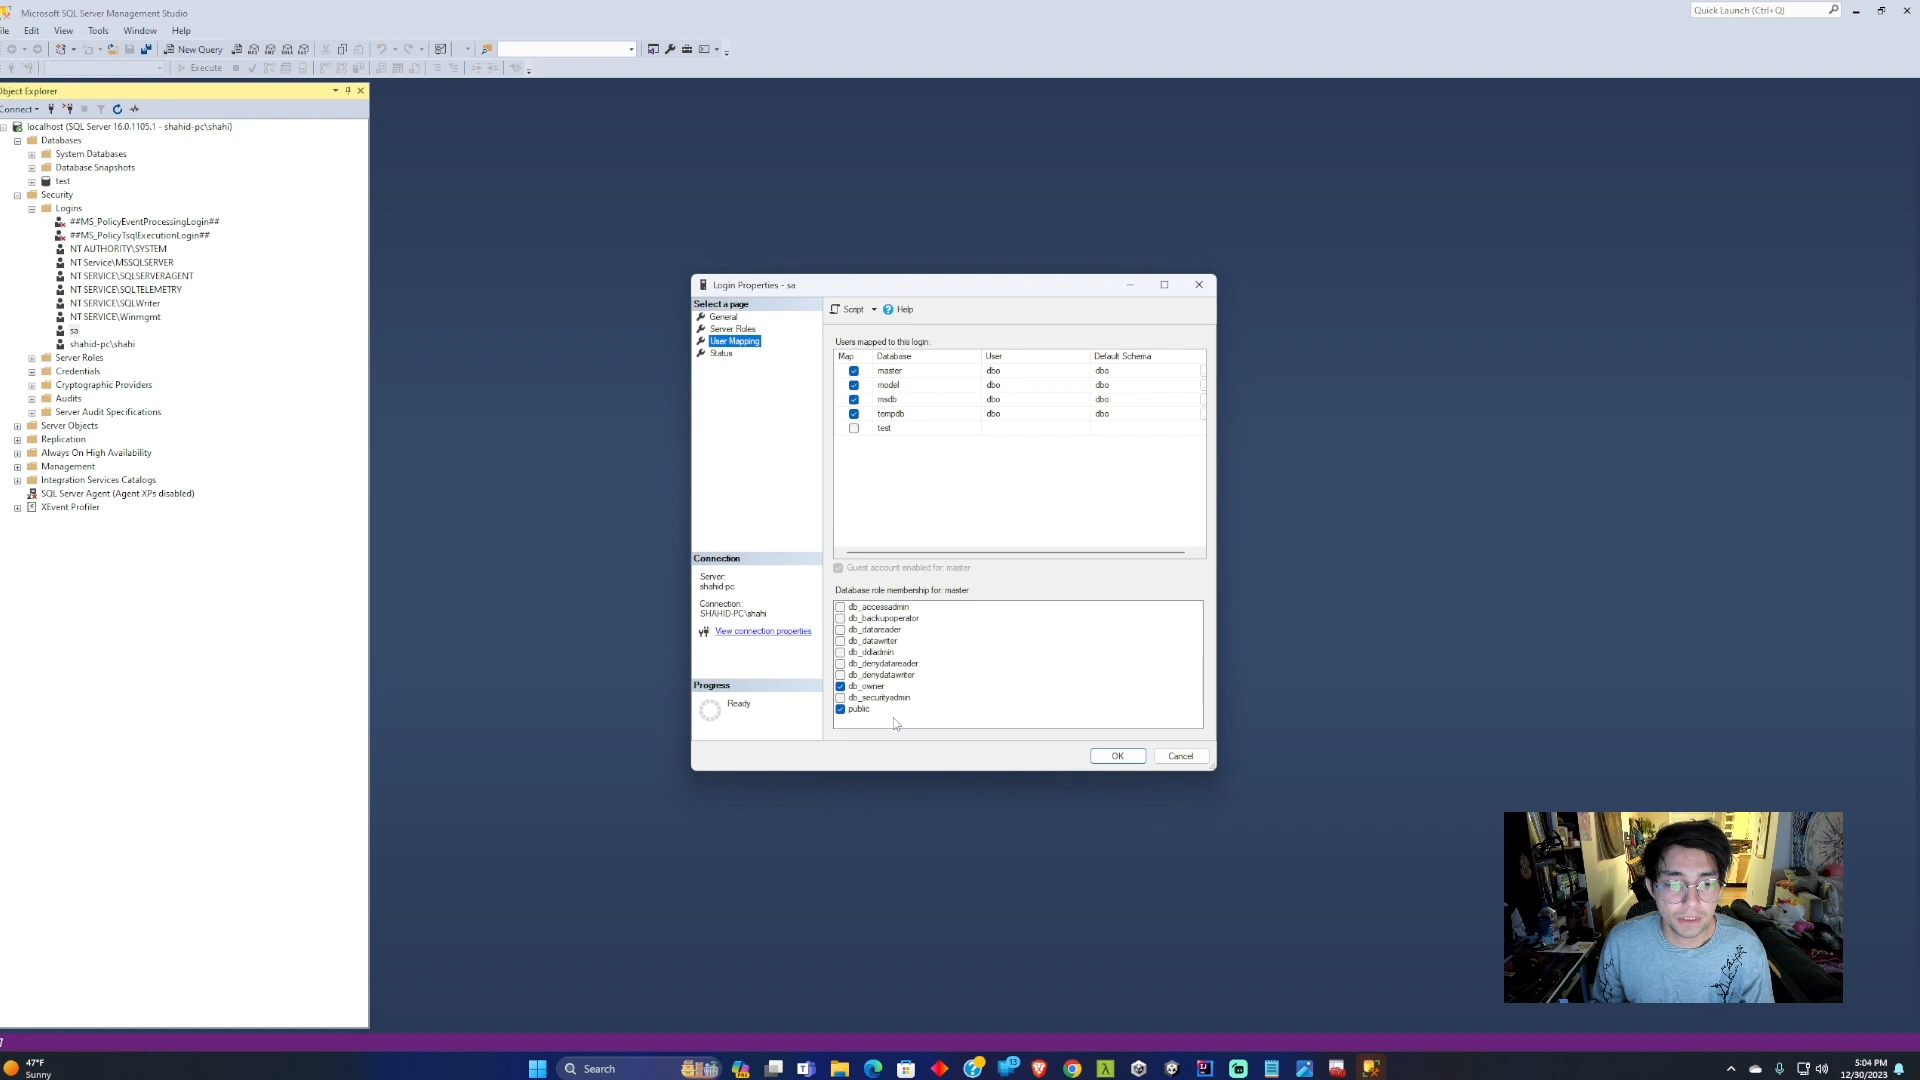 Microsoft SQL Server Management Studio
Quick Launch (Ctrl+Q)
ile Edit View Tools Window Help
New Query
Execute
Object Explorer
Connect
localhost (SQL Server 16.0.1105.1 - shahid-pc\shahi)
Databases
System Databases
Database Snapshots
test
Security
Logins
##MS_PolicyEventProcessingLogin##
##MS_PolicyTsqlExecutionLogin##
NT AUTHORITY\SYSTEM
NT Service\MSSQLSERVER
NT SERVICE\SQLSERVERAGENT
NT SERVICE\SQLTELEMETRY
NT SERVICE\SQLWriter
NT SERVICE\Winmgmt
sa
shahid-pc\shahi
Server Roles
Credentials
Cryptographic Providers
Audits
Server Audit Specifications
Server Objects
Replication
Always On High Availability
Management
Integration Services Catalogs
SQL Server Agent (Agent XPs disabled)
XEvent Profiler
Login Properties - sa
Select a page
General
Server Roles
User Mapping
Status
Script Help
Users mapped to this login:
Map Database User Default Schema
master dbo dbo
model dbo dbo
msdb dbo dbo
tempdb dbo dbo
test
Guest account enabled for: master
Database role membership for: master
db_accessadmin
db_backupoperator
db_datareader
db_datawriter
db_ddladmin
db_denydatareader
db_denydatawriter
db_owner
db_securityadmin
public
Connection
Server:
shahid-pc
Connection:
SHAHID-PC\shahi
View connection properties
Progress
Ready
OK Cancel
47°F
Sunny
Search
13
5:04 PM
12/30/2023